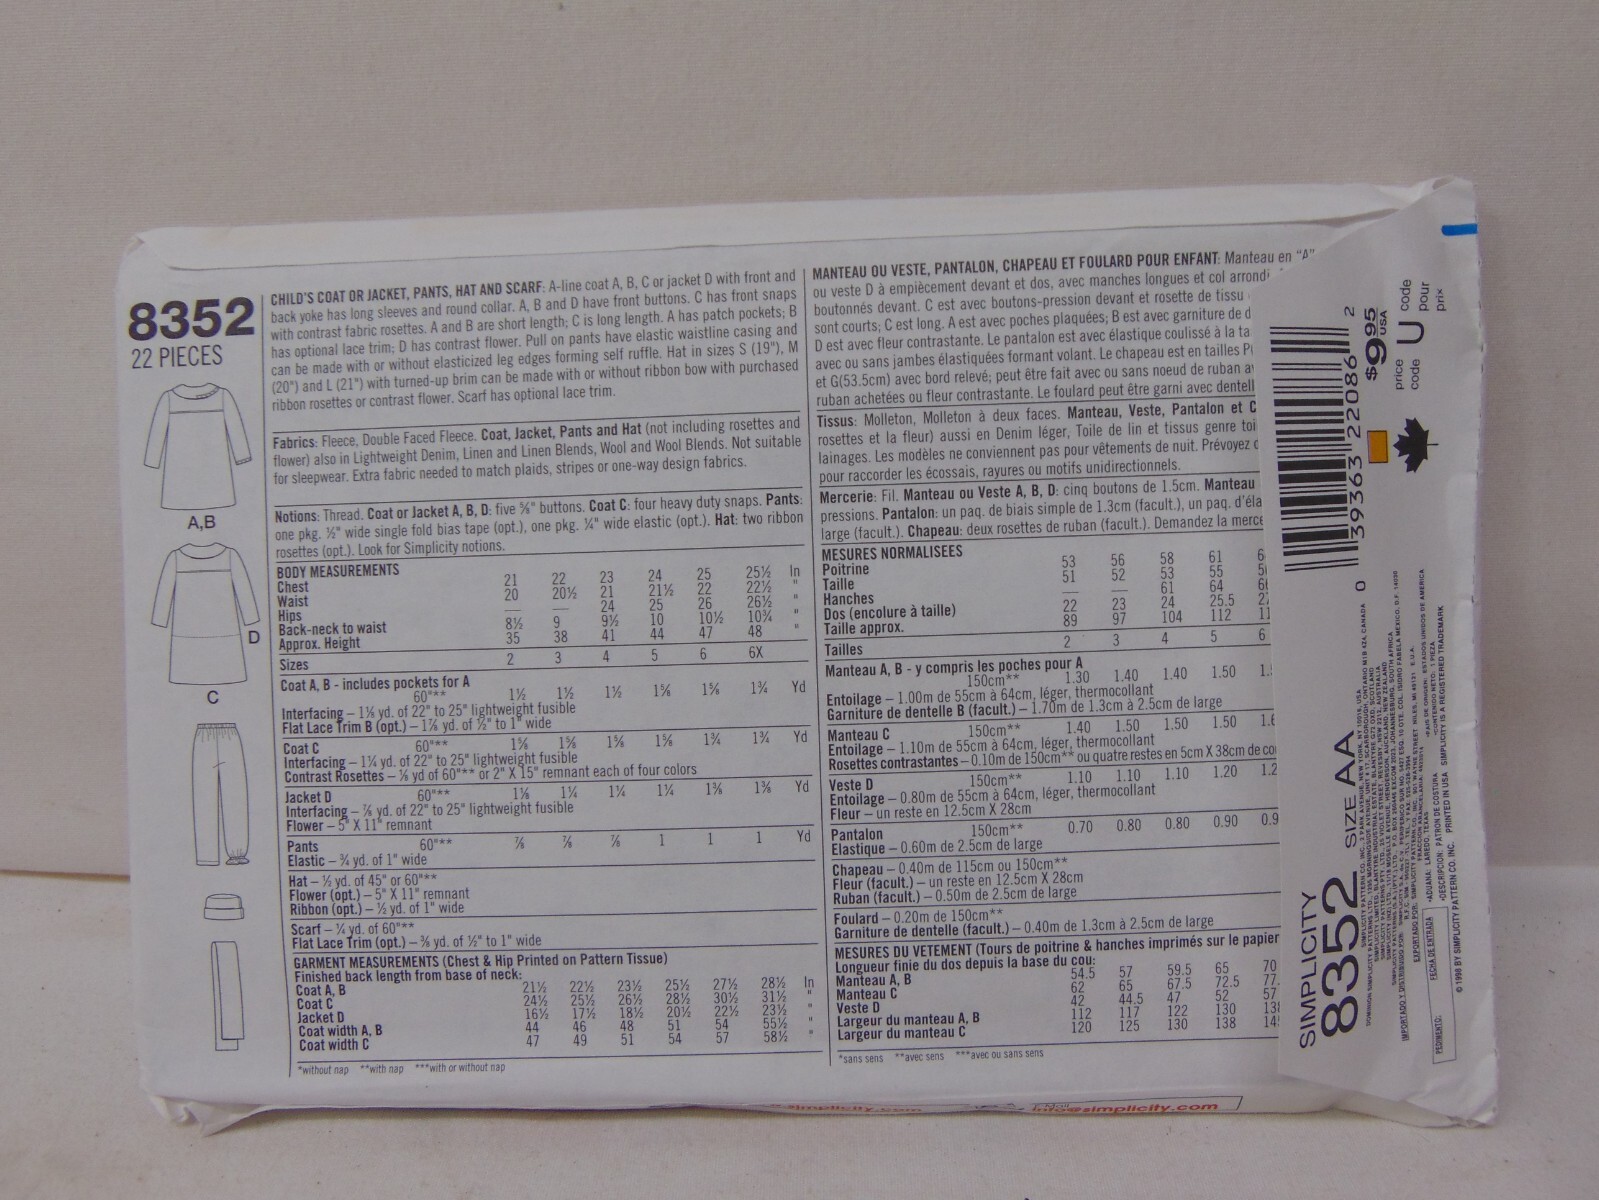 8352
22 PIECES
A,B
D
C
CHILD'S COAT OR JACKET, PANTS, HAT AND SCARF: A-line coat A, B, C or jacket D with front and
back yoke has long sleeves and round collar. A, B and D have front buttons. C has front snaps
with contrast fabric rosettes. A and B are short length; C is long length. A has patch pockets; B
has optional lace trim; D has contrast flower. Pull on pants have elastic waistline casing and
can be made with or without elasticized leg edges forming self ruffle. Hat in sizes S (19"), M
(20") and L (21") with turned-up brim can be made with or without ribbon bow with purchased
ribbon rosettes or contrast flower. Scarf has optional lace trim.
Fabrics: Fleece, Double Faced Fleece. Coat, Jacket, Pants and Hat (not including rosettes and
flower) also in Lightweight Denim, Linen and Linen Blends, Wool and Wool Blends. Not suitable
for sleepwear. Extra fabric needed to match plaids, stripes or one-way design fabrics.
Notions: Thread. Coat or Jacket A, B, D: five ⅝" buttons. Coat C: four heavy duty snaps. Pants:
one pkg. ½" wide single fold bias tape (opt.), one pkg. ¼" wide elastic (opt.). Hat: two ribbon
rosettes (opt.). Look for Simplicity notions.
BODY MEASUREMENTS
Chest 21 22 23 24 25 25½ In
Waist 20 20½ 21 21½ 22 22½ "
Hips — — 24 25 26 26½ "
Back-neck to waist 8½ 9 9½ 10 10½ 10¾ "
Approx. Height 35 38 41 44 47 48 "
Sizes 2 3 4 5 6 6X
Coat A, B - includes pockets for A
60"** 1½ 1½ 1½ 1⅝ 1⅝ 1¾ Yd
Interfacing – 1⅛ yd. of 22" to 25" lightweight fusible
Flat Lace Trim B (opt.) – 1⅞ yd. of ½" to 1" wide
Coat C 60"** 1⅝ 1⅝ 1⅝ 1⅝ 1¾ 1¾ Yd
Interfacing – 1¼ yd. of 22" to 25" lightweight fusible
Contrast Rosettes – ⅛ yd of 60"** or 2" X 15" remnant each of four colors
Jacket D 60"** 1⅛ 1¼ 1¼ 1¼ 1⅜ 1⅜ Yd
Interfacing – ⅞ yd. of 22" to 25" lightweight fusible
Flower – 5" X 11" remnant
Pants 60"** ⅞ ⅞ ⅞ 1 1 1 Yd
Elastic – ¾ yd. of 1" wide
Hat – ½ yd. of 45" or 60"**
Flower (opt.) – 5" X 11" remnant
Ribbon (opt.) – ½ yd. of 1" wide
Scarf – ¼ yd. of 60"**
Flat Lace Trim (opt.) – ⅜ yd. of ½" to 1" wide
GARMENT MEASUREMENTS (Chest & Hip Printed on Pattern Tissue)
Finished back length from base of neck:
Coat A, B 21½ 22½ 23½ 25½ 27½ 28½ In
Coat C 24½ 25½ 26½ 28½ 30½ 31½ "
Jacket D 16½ 17½ 18½ 20½ 22½ 23½ "
Coat width A, B 44 46 48 51 54 55½ "
Coat width C 47 49 51 54 57 58½ "
*without nap **with nap ***with or without nap
MANTEAU OU VESTE, PANTALON, CHAPEAU ET FOULARD POUR ENFANT: Manteau en "A"
ou veste D à empiècement devant et dos, avec manches longues et col arrondi
boutonnés devant. C est avec boutons-pression devant et rosette de tissu
sont courts; C est long. A est avec poches plaquées; B est avec garniture de d
D est avec fleur contrastante. Le pantalon est avec élastique coulissé à la ta
avec ou sans jambes élastiquées formant volant. Le chapeau est en tailles P
et G(53.5cm) avec bord relevé; peut être fait avec ou sans noeud de ruban a
ruban achetées ou fleur contrastante. Le foulard peut être garni avec dentell
Tissus: Molleton, Molleton à deux faces. Manteau, Veste, Pantalon et C
rosettes et la fleur) aussi en Denim léger, Toile de lin et tissus genre toi
lainages. Les modèles ne conviennent pas pour vêtements de nuit. Prévoyez
pour raccorder les écossais, rayures ou motifs unidirectionnels.
Mercerie: Fil. Manteau ou Veste A, B, D: cinq boutons de 1.5cm. Manteau
pressions. Pantalon: un paq. de biais simple de 1.3cm (facult.), un paq. d'éla
large (facult.). Chapeau: deux rosettes de ruban (facult.). Demandez la merce
MESURES NORMALISEES
Poitrine 53 56 58 61 6
Taille 51 52 53 55 5
Hanches — — 61 64 6
Dos (encolure à taille) 22 23 24 25.5 2
Taille approx. 89 97 104 112 11
Tailles 2 3 4 5 6
Manteau A, B - y compris les poches pour A
150cm** 1.30 1.40 1.40 1.50 1.
Entoilage – 1.00m de 55cm à 64cm, léger, thermocollant
Garniture de dentelle B (facult.) – 1.70m de 1.3cm à 2.5cm de large
Manteau C 150cm** 1.40 1.50 1.50 1.50 1.6
Entoilage – 1.10m de 55cm à 64cm, léger, thermocollant
Rosettes contrastantes – 0.10m de 150cm** ou quatre restes en 5cm X 38cm de co
Veste D 150cm** 1.10 1.10 1.10 1.20 1.2
Entoilage – 0.80m de 55cm à 64cm, léger, thermocollant
Fleur – un reste en 12.5cm X 28cm
Pantalon 150cm** 0.70 0.80 0.80 0.90 0.9
Elastique – 0.60m de 2.5cm de large
Chapeau – 0.40m de 115cm ou 150cm**
Fleur (facult.) – un reste en 12.5cm X 28cm
Ruban (facult.) – 0.50m de 2.5cm de large
Foulard – 0.20m de 150cm**
Garniture de dentelle (facult.) – 0.40m de 1.3cm à 2.5cm de large
MESURES DU VETEMENT (Tours de poitrine & hanches imprimés sur le papier
Longueur finie du dos depuis la base du cou:
Manteau A, B 54.5 57 59.5 65 70
Manteau C 62 65 67.5 72.5 77.
Veste D 42 44.5 47 52 57
Largeur du manteau A, B 112 117 122 130 13
Largeur du manteau C 120 125 130 138 14
*sans sens **avec sens ***avec ou sans sens
info@simplicity.com
SIMPLICITY
8352 SIZE AA
0 39363 22086 2
$9.95
USA
price code
U
code pour prix
PRINTED IN USA SIMPLICITY IS A REGISTERED TRADEMARK
© 1998 BY SIMPLICITY PATTERN CO. INC.